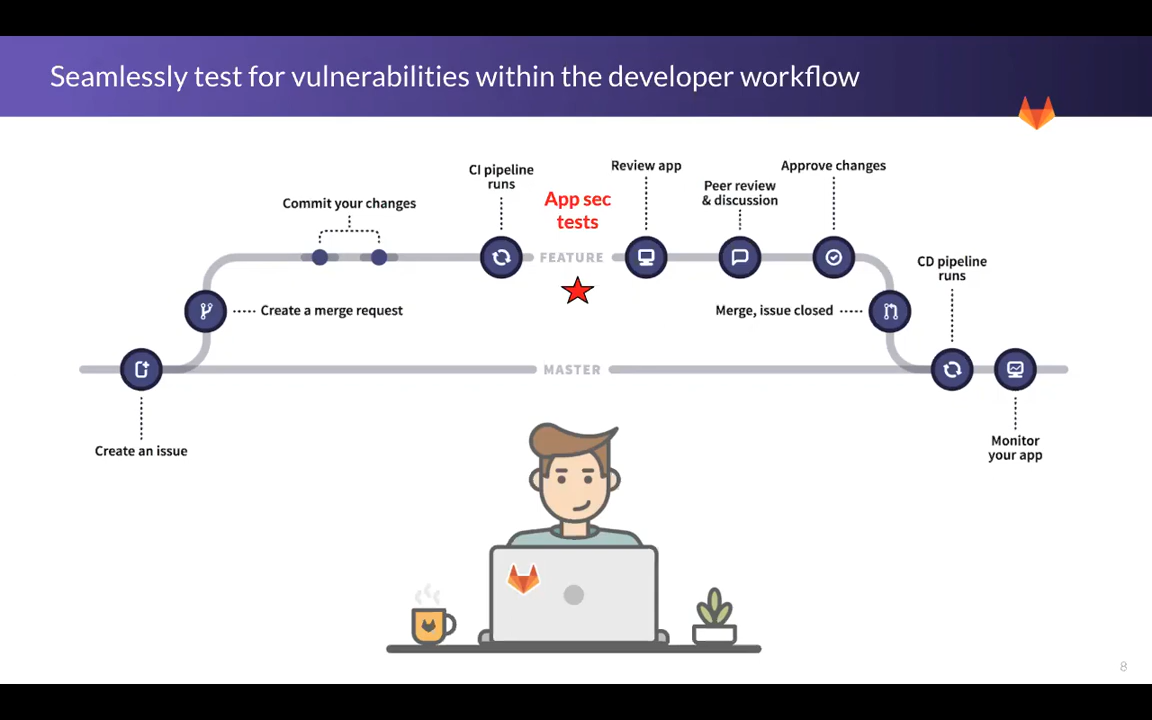 Seamlessly test for vulnerabilities within the developer workflow
CI pipeline
runs
App sec
tests
Review app
Peer review
& discussion
Approve changes
Commit your changes
FEATURE
CD pipeline
runs
Create a merge request
Merge, issue closed
MASTER
Create an issue
Monitor
your app
8